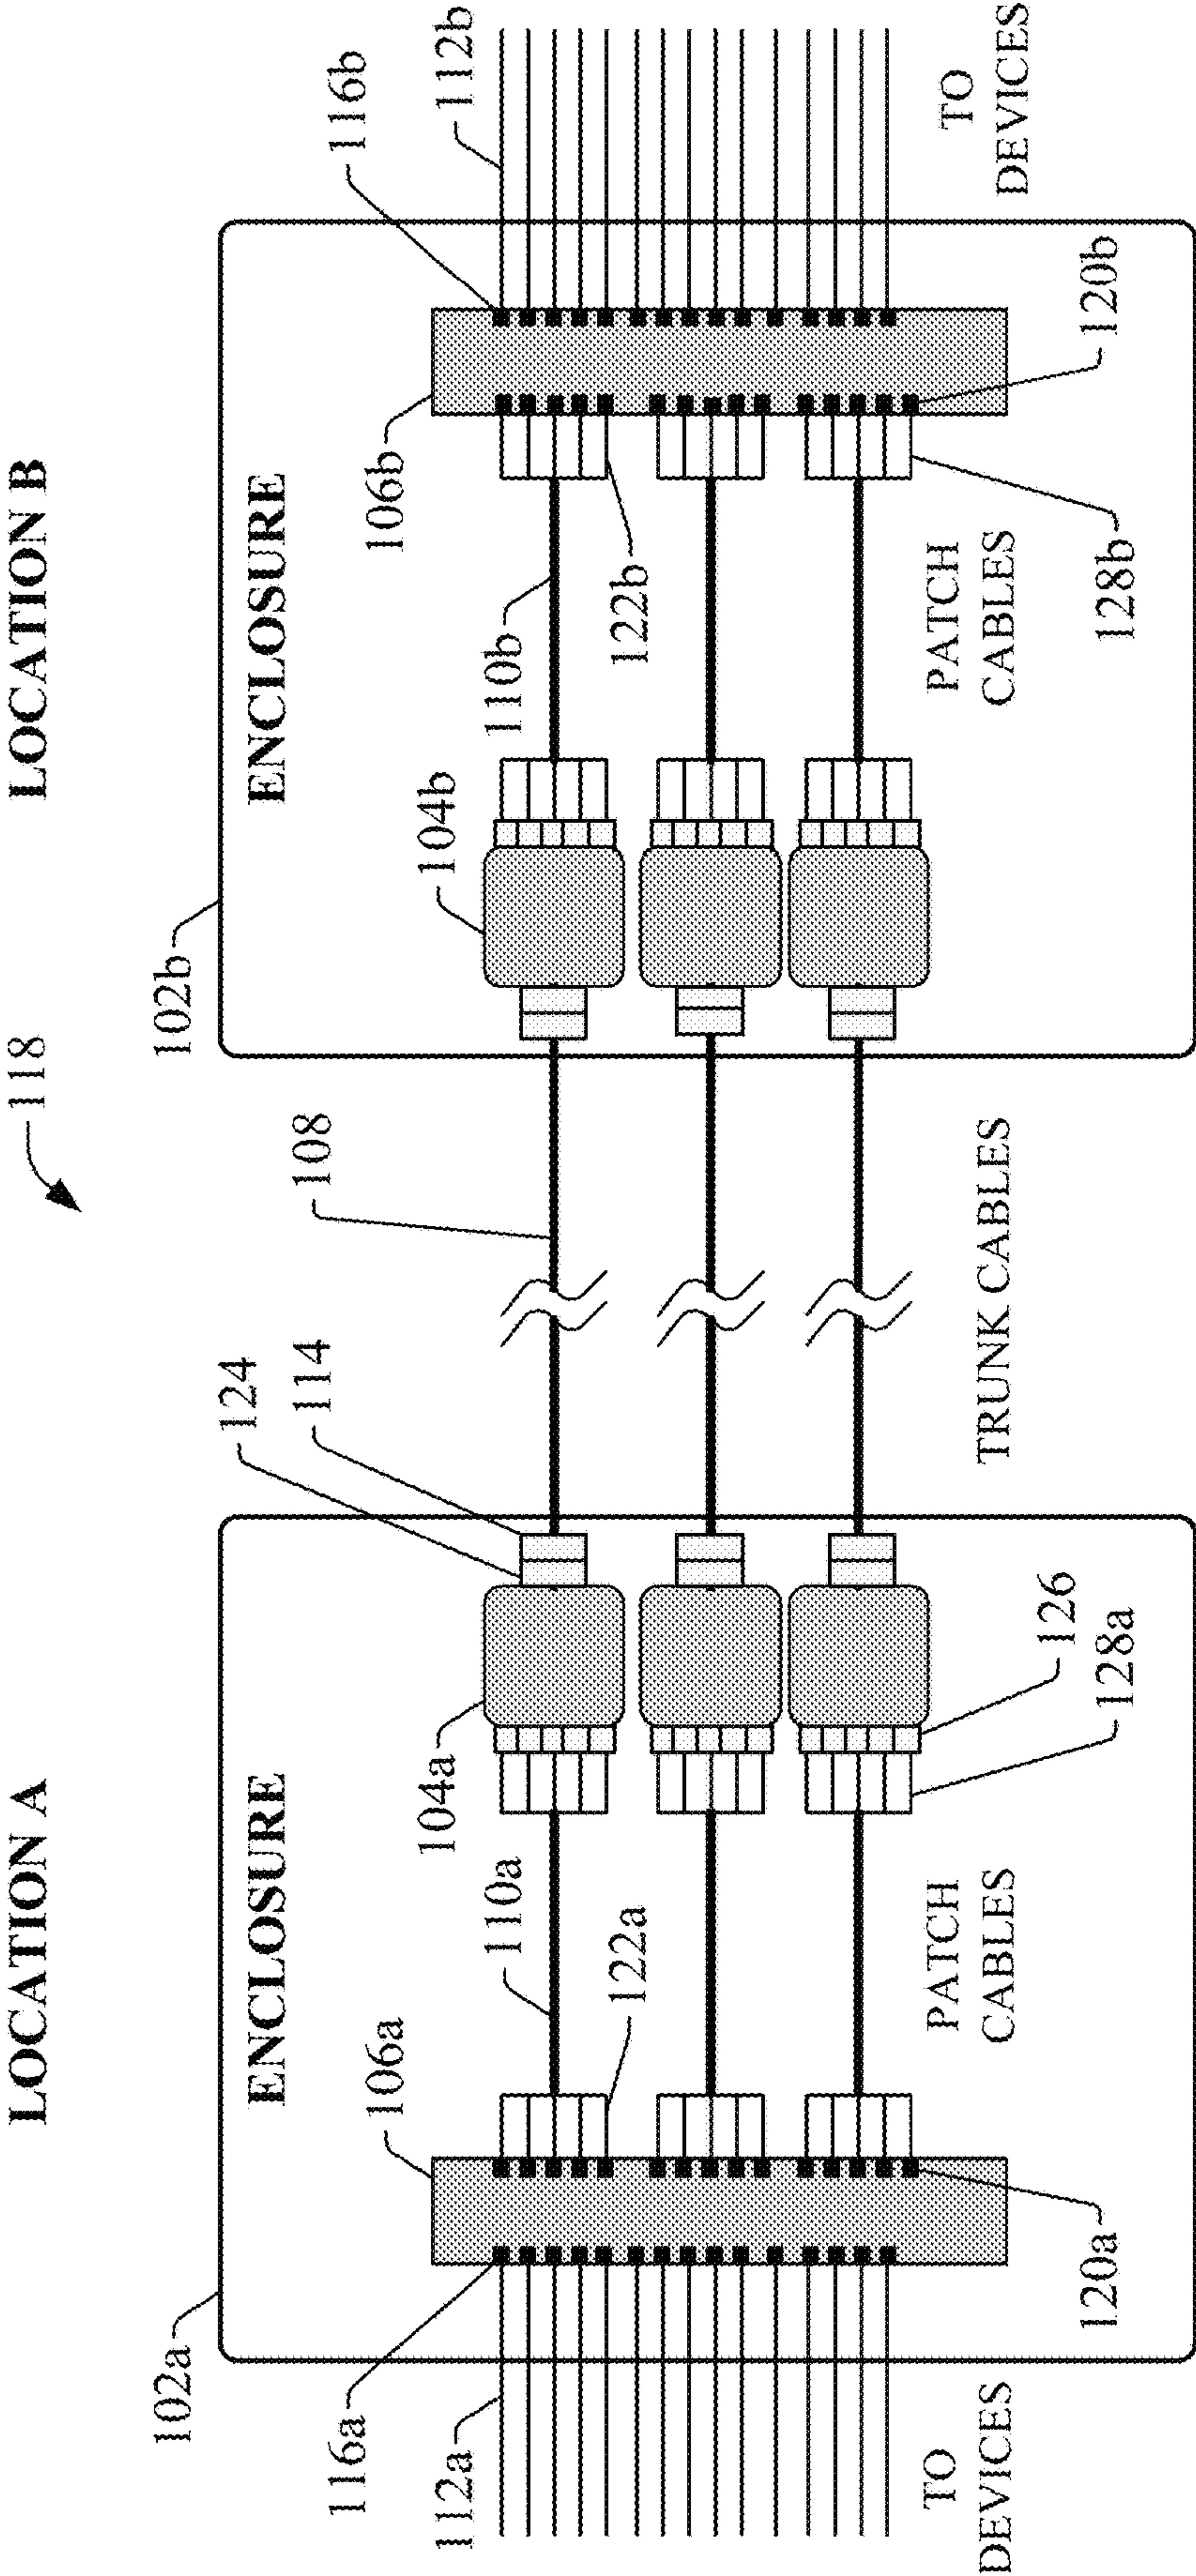 118
LOCATION A
LOCATION B
102a
102b
ENCLOSURE
ENCLOSURE
124
114
108
116a
106a
104a
104b
106b
116b
112a
110a
110b
112b
122a
122b
TO
DEVICES
PATCH
CABLES
TRUNK CABLES
PATCH
CABLES
TO
DEVICES
126
120a
128a
128b
120b